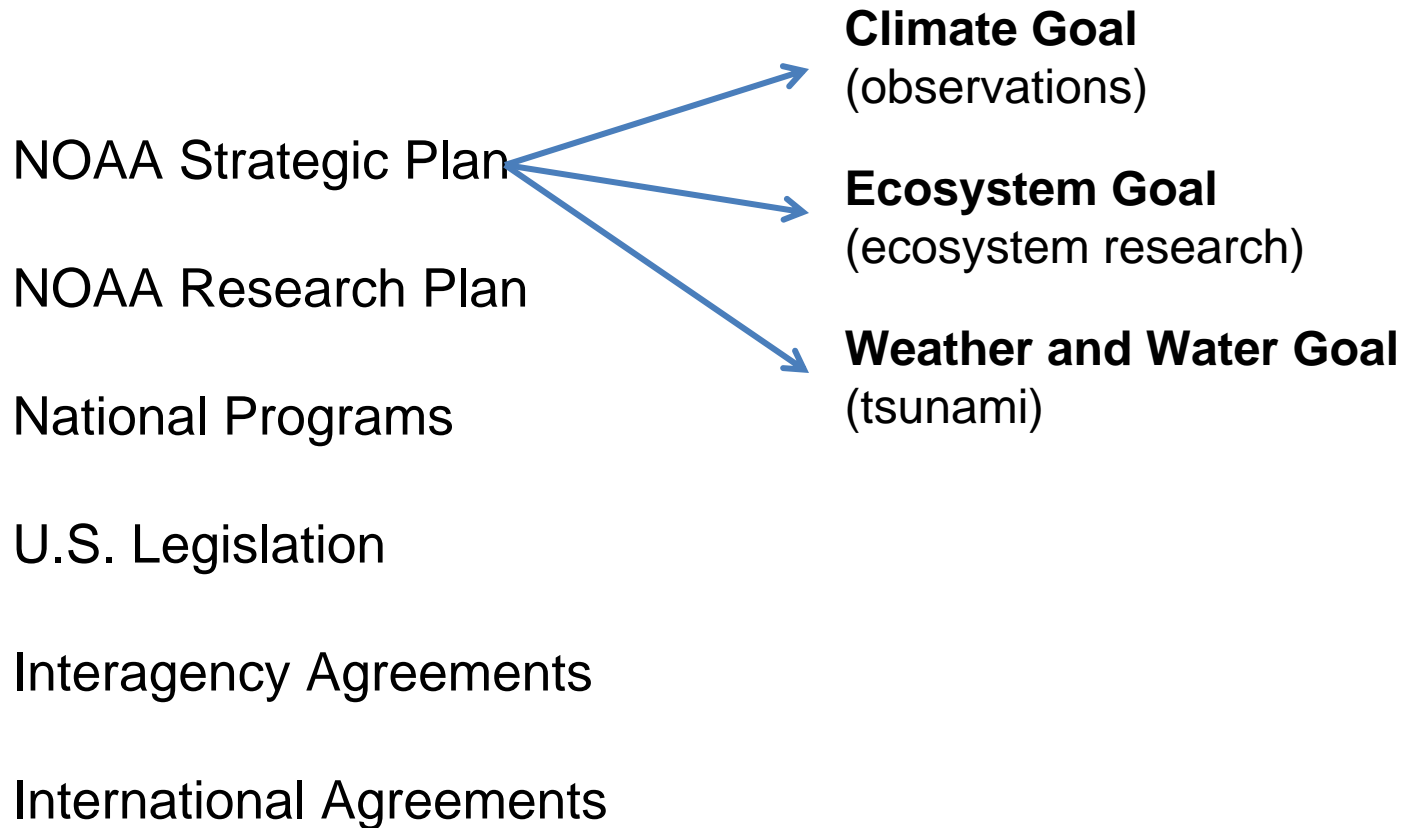 NOAA Strategic Plan
NOAA Research Plan
National Programs
U.S. Legislation
Interagency Agreements
International Agreements
Climate Goal
(observations)
Ecosystem Goal
(ecosystem research)
Weather and Water Goal
(tsunami)